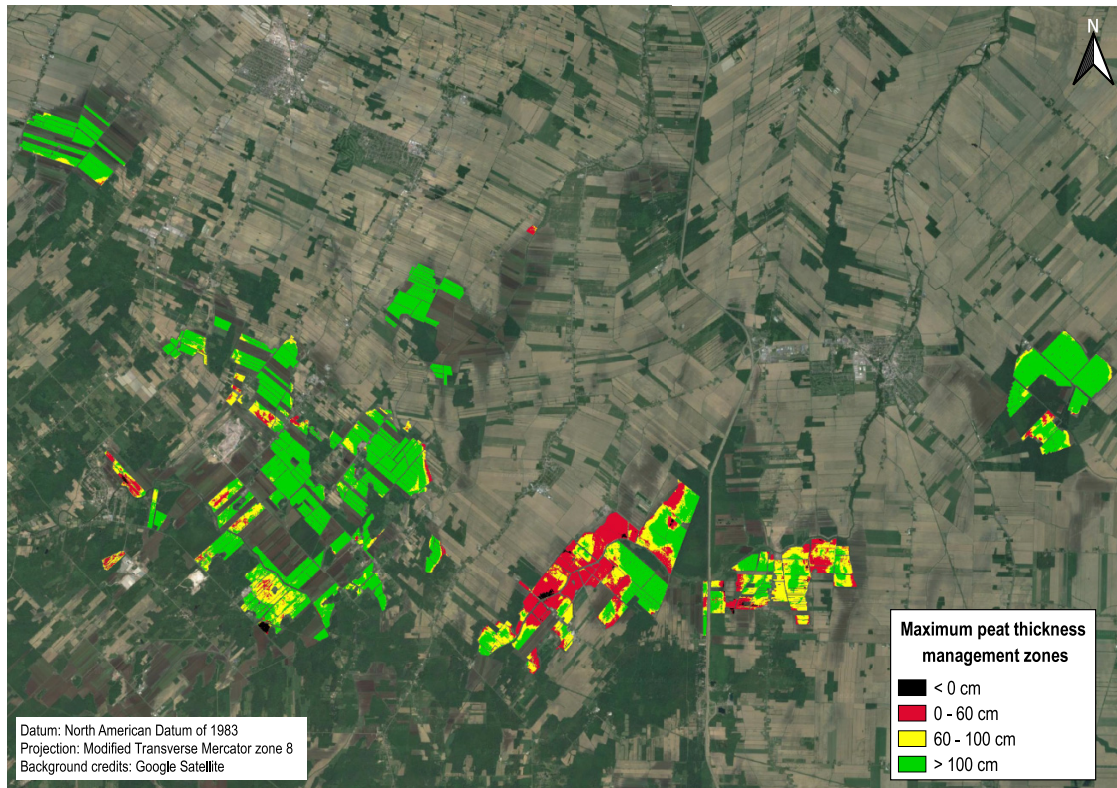 N
Maximum peat thickness
management zones
< 0 cm
0 - 60 cm
60 - 100 cm
> 100 cm
Datum: North American Datum of 1983
Projection: Modified Transverse Mercator zone 8
Background credits: Google Satellite